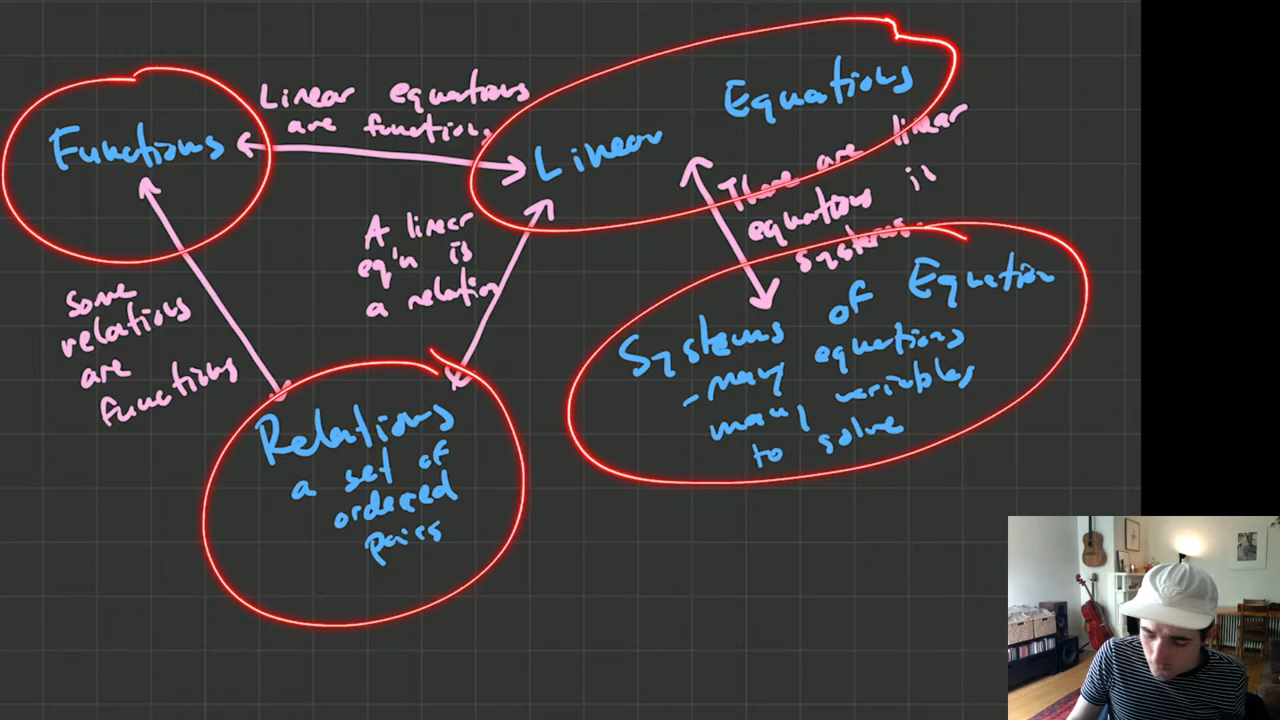 Functions
Linear equations
are functions
Linear Equations
There are linear
equations in
systems.
A linear
eq'n is
a relation
Some
relations
are
functions
Relations
a set of
ordered
pairs
Systems of Equation
- many equations
many variables
to solve